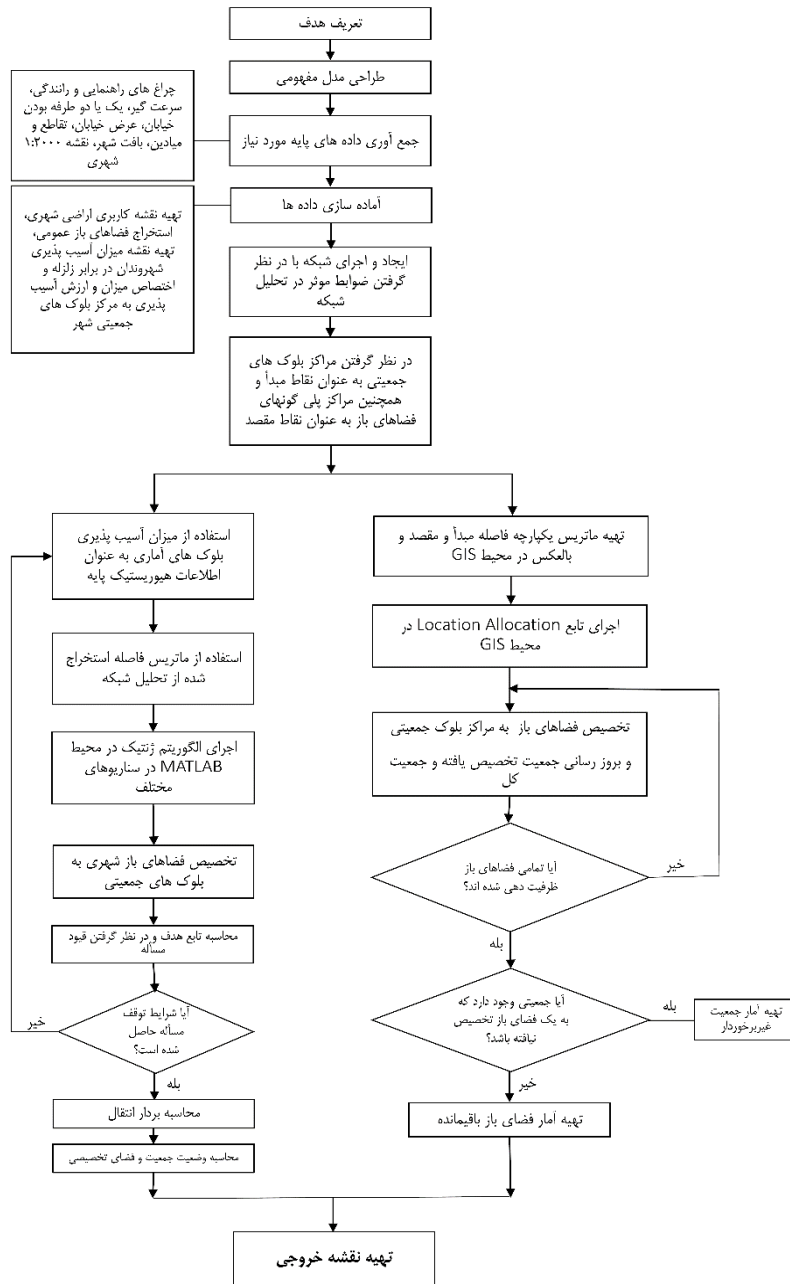 تعریف هدف
طراحی مدل مفهومی
چراغ های راهنمایی و رانندگی،
سرعت گیر، یک یا دو طرفه بودن
خیابان، عرض خیابان، تقاطع و
میادین، بافت شهر، نقشه ۱:۲۰۰۰
شهری
جمع آوری داده های پایه مورد نیاز
آماده سازی داده ها
تهیه نقشه کاربری اراضی شهری،
استخراج فضاهای باز عمومی،
تهیه نقشه میزان آسیب پذیری
شهروندان در برابر زلزله و
اختصاص میزان و ارزش آسیب
پذیری به مرکز بلوک های
جمعیتی شهر
ایجاد و اجرای شبکه با در نظر
گرفتن ضوابط موثر در تحلیل
شبکه
در نظر گرفتن مراکز بلوک های
جمعیتی به عنوان نقاط مبدأ و
همچنین مراکز پلی گونهای
فضاهای باز به عنوان نقاط مقصد
تهیه ماتریس یکپارچه فاصله مبدأ و مقصد و
بالعکس در محیط GIS
اجرای تابع Location Allocation در
محیط GIS
تخصیص فضاهای باز به مراکز بلوک جمعیتی
و بروز رسانی جمعیت تخصیص یافته و جمعیت
کل
آیا تمامی فضاهای باز
ظرفیت دهی شده اند؟
خیر
بله
آیا جمعیتی وجود دارد که
به یک فضای باز تخصیص
نیافته باشد؟
بله
تهیه آمار جمعیت
غیربرخوردار
خیر
تهیه آمار فضای باز باقیمانده
استفاده از میزان آسیب پذیری
بلوک های آماری به عنوان
اطلاعات هیوریستیک پایه
استفاده از ماتریس فاصله استخراج
شده از تحلیل شبکه
اجرای الگوریتم ژنتیک در محیط
MATLAB در سناریوهای
مختلف
تخصیص فضاهای باز شهری به
بلوک های جمعیتی
محاسبه تابع هدف و در نظر گرفتن قیود
مسأله
آیا شرایط توقف
مسأله حاصل
شده است؟
خیر
بله
محاسبه بردار انتقال
محاسبه وضعیت جمعیت و فضای تخصیصی
تهیه نقشه خروجی